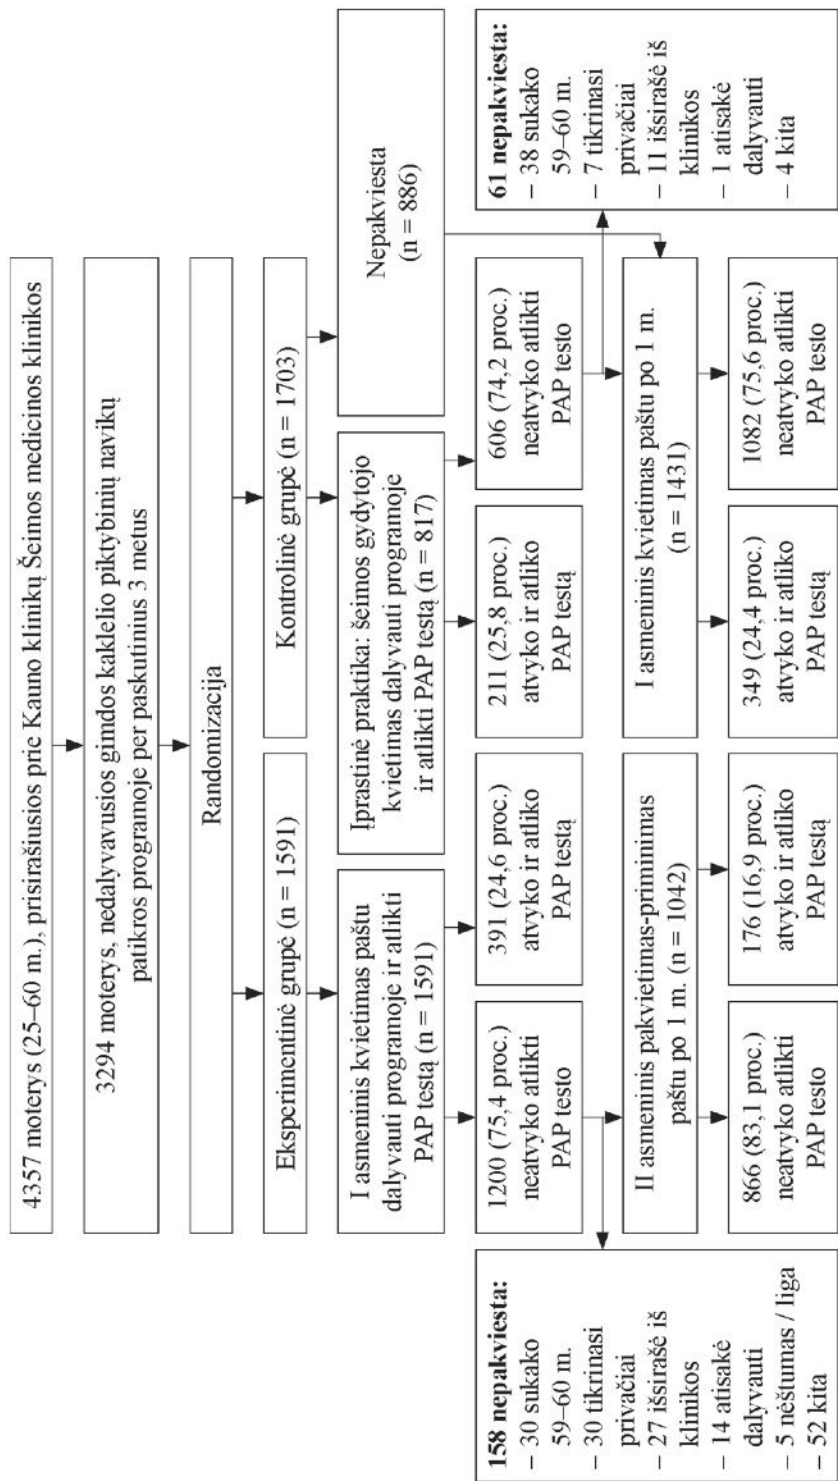 4357 moterys (25–60 m.), prisirašiusios prie Kauno klinikų Šeimos medicinos klinikos
3294 moterys, nedalyvavusios gimdos kaklelio piktybinių navikų
patikros programoje per paskutinius 3 metus
Randomizacija
Eksperimentinė grupė (n = 1591)
Kontrolinė grupė (n = 1703)
I asmeninis kvietimas paštu
dalyvauti programoje ir atlikti
PAP testą (n = 1591)
Įprastinė praktika: šeimos gydytojo
kvietimas dalyvauti programoje
ir atlikti PAP testą (n = 817)
Nepakviesta
(n = 886)
158 nepakviesta:
– 30 sukako
59–60 m.
– 30 tikrinasi
privačiai
– 27 išsirašė iš
klinikos
– 14 atisakė
dalyvauti
– 5 nėštumas / liga
– 52 kita
1200 (75,4 proc.)
neatvyko atlikti
PAP testo
391 (24,6 proc.)
atvyko ir atliko
PAP testą
211 (25,8 proc.)
atvyko ir atliko
PAP testą
606 (74,2 proc.)
neatvyko atlikti
PAP testo
61 nepakviesta:
– 38 sukako
59–60 m.
– 7 tikrinasi
privačiai
– 11 išsirašė iš
klinikos
– 1 atisakė
dalyvauti
– 4 kita
II asmeninis pakvietimas-priminimas
paštu po 1 m. (n = 1042)
I asmeninis kvietimas paštu po 1 m.
(n = 1431)
866 (83,1 proc.)
neatvyko atlikti
PAP testo
176 (16,9 proc.)
atvyko ir atliko
PAP testą
349 (24,4 proc.)
atvyko ir atliko
PAP testą
1082 (75,6 proc.)
neatvyko atlikti
PAP testo